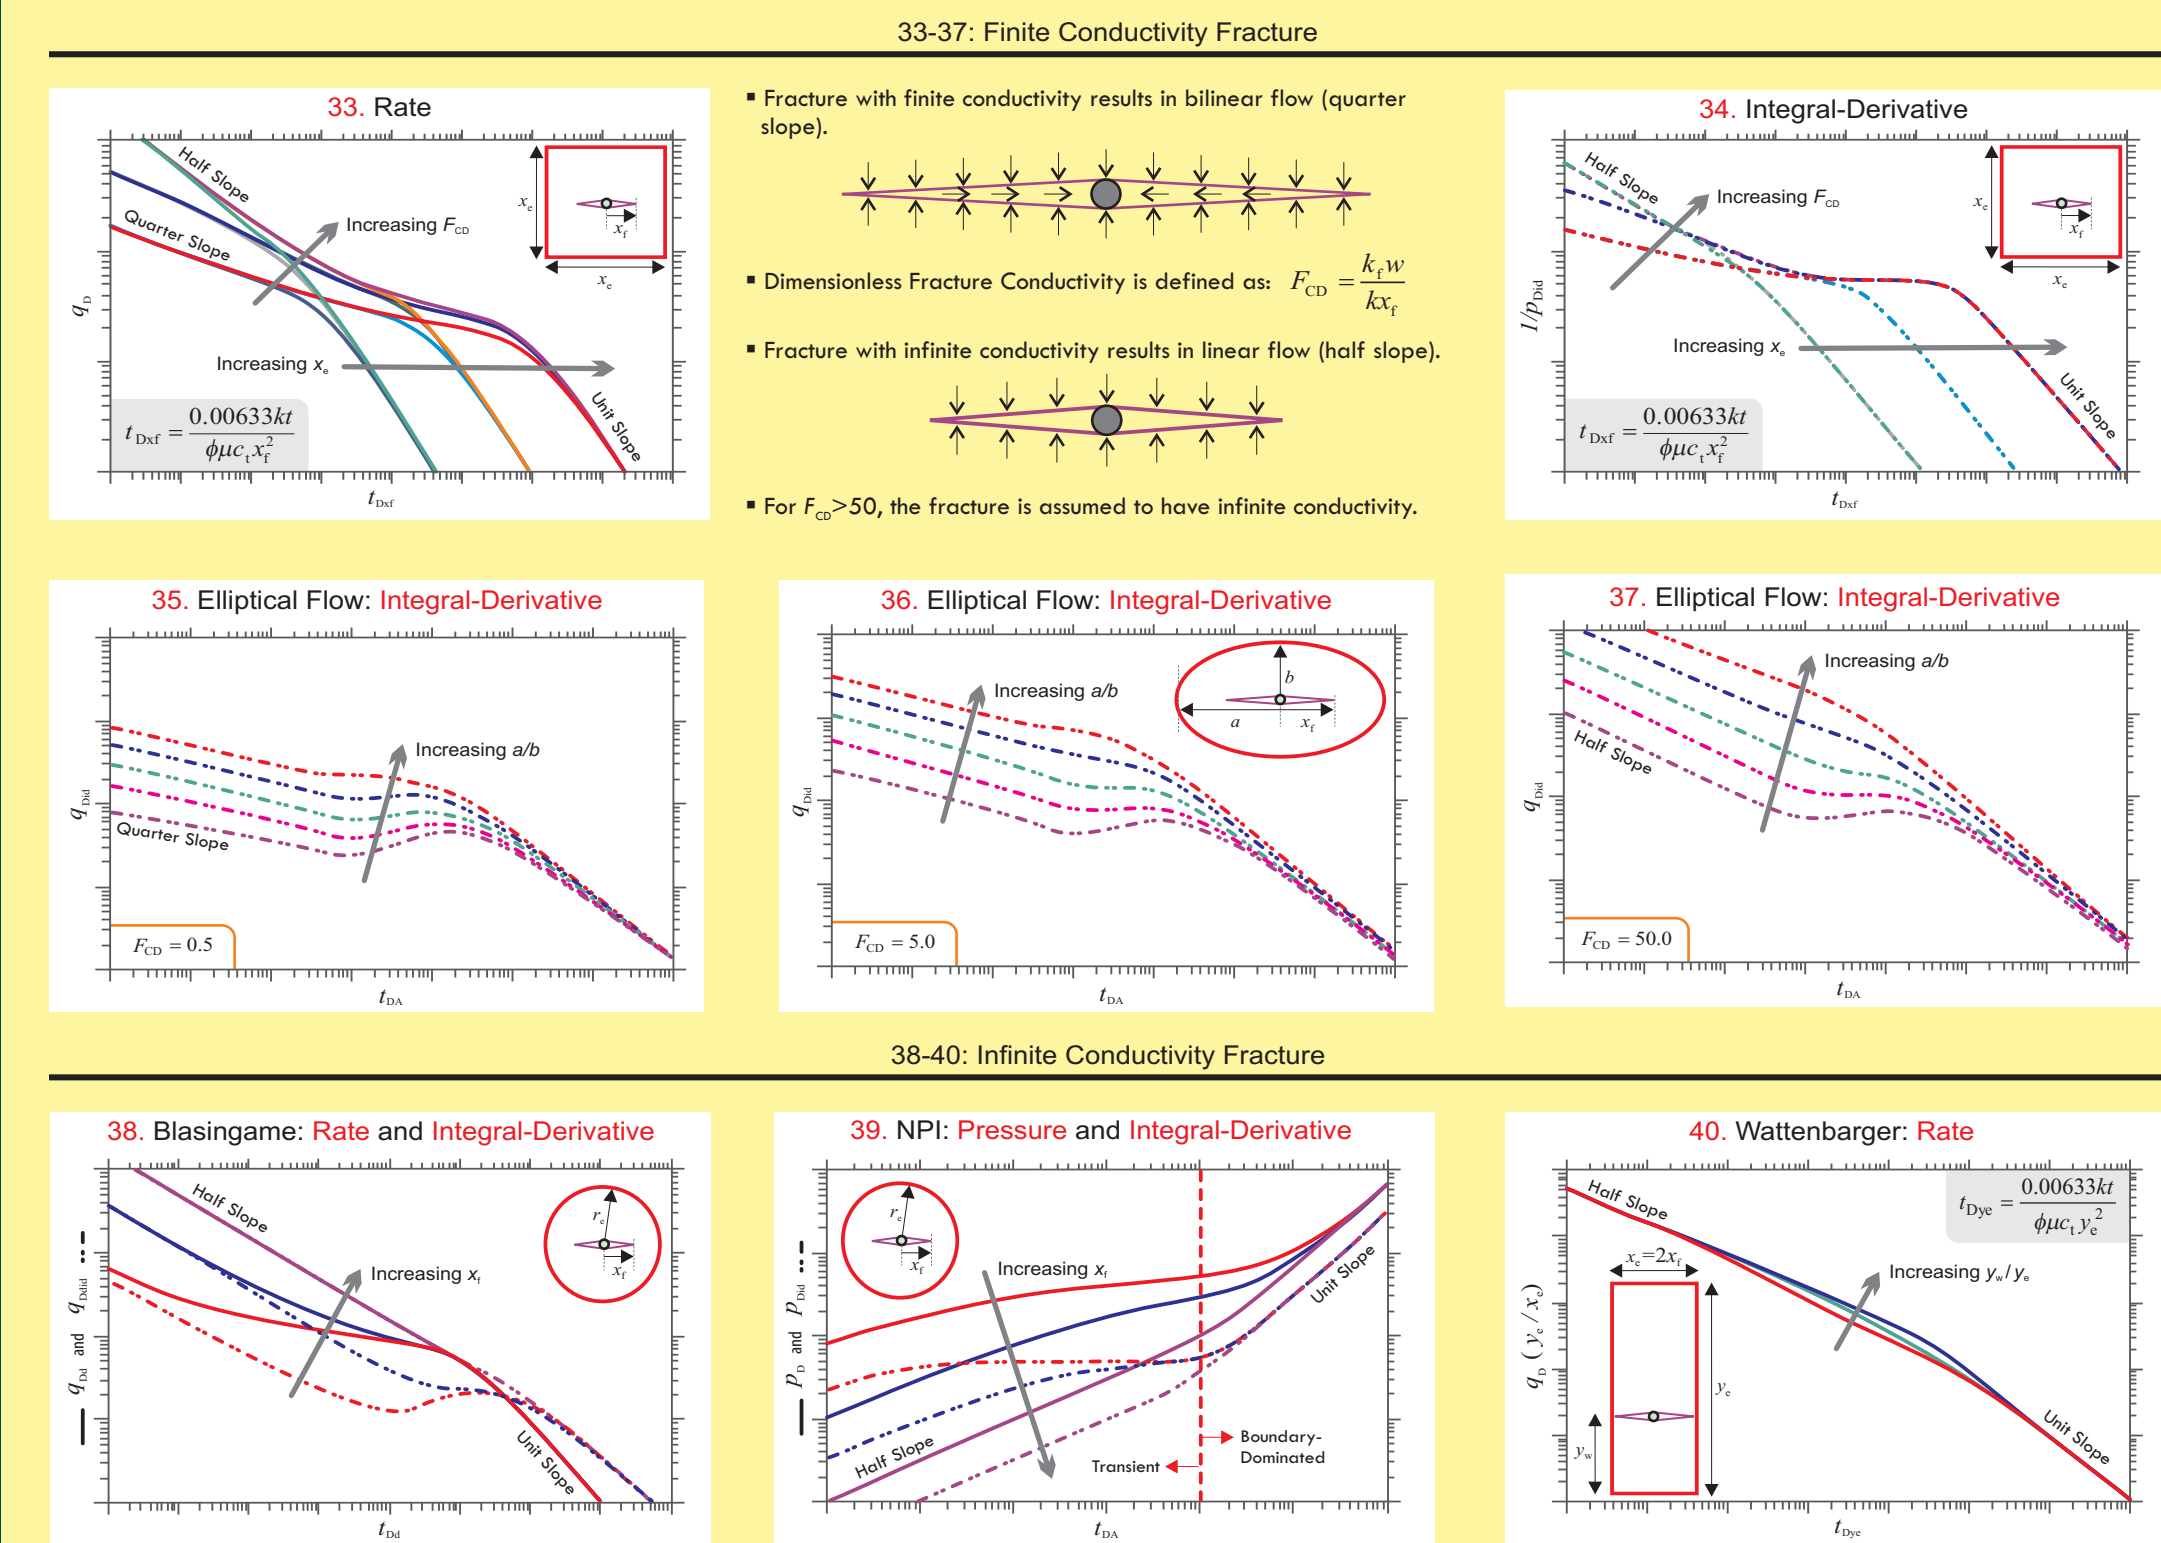 33-37: Finite Conductivity Fracture
33. Rate
Half Slope
Quarter Slope
Increasing F_CD
Increasing x_e
Unit Slope
x_e
x_f
x_e
q_D
t_Dxf = 0.00633kt / ϕμc_t x_f^2
t_Dxf
▪ Fracture with finite conductivity results in bilinear flow (quarter
slope).
▪ Dimensionless Fracture Conductivity is defined as: F_CD = k_f w / kx_f
▪ Fracture with infinite conductivity results in linear flow (half slope).
▪ For F_CD>50, the fracture is assumed to have infinite conductivity.
34. Integral-Derivative
Half Slope
Increasing F_CD
Increasing x_e
Unit Slope
x_e
x_f
x_e
1/p_Did
t_Dxf = 0.00633kt / ϕμc_t x_f^2
t_Dxf
35. Elliptical Flow: Integral-Derivative
Increasing a/b
Quarter Slope
q_Did
F_CD = 0.5
t_DA
36. Elliptical Flow: Integral-Derivative
Increasing a/b
b
a
x_f
q_Did
F_CD = 5.0
t_DA
37. Elliptical Flow: Integral-Derivative
Increasing a/b
Half Slope
q_Did
F_CD = 50.0
t_DA
38-40: Infinite Conductivity Fracture
38. Blasingame: Rate and Integral-Derivative
Half Slope
r_e
x_f
Increasing x_f
Unit Slope
q_Dd and q_Ddid
t_Dd
39. NPI: Pressure and Integral-Derivative
r_e
x_f
Increasing x_f
Unit Slope
Half Slope
Boundary-
Dominated
Transient
p_D and p_Did
t_DA
40. Wattenbarger: Rate
Half Slope
t_Dye = 0.00633kt / ϕμc_t y_e^2
x_e=2x_f
Increasing y_w/y_e
y_e
y_w
Unit Slope
q_D (y_e/x_e)
t_Dye